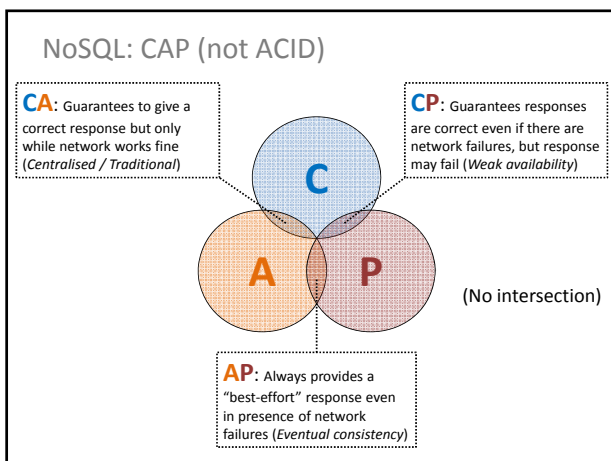 NoSQL: CAP (not ACID)
CA: Guarantees to give a
correct response but only
while network works fine
(Centralised / Traditional)
CP: Guarantees responses
are correct even if there are
network failures, but response
may fail (Weak availability)
C
A
P
(No intersection)
AP: Always provides a
“best-effort” response even
in presence of network
failures (Eventual consistency)